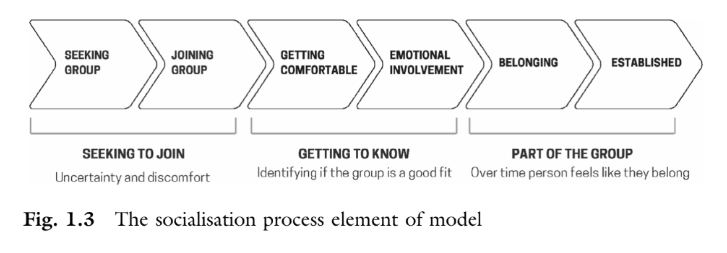 SEEKING
GROUP
JOINING
GROUP
GETTING
COMFORTABLE
EMOTIONAL
INVOLVEMENT
BELONGING
ESTABLISHED
SEEKING TO JOIN
Uncertainty and discomfort
GETTING TO KNOW
Identifying if the group is a good fit
PART OF THE GROUP
Over time person feels like they belong
Fig. 1.3 The socialisation process element of model